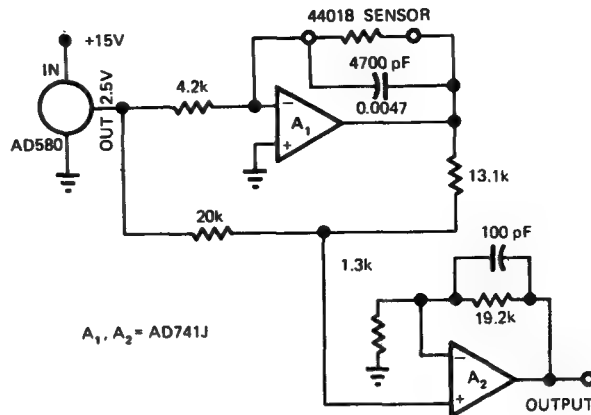 44018 SENSOR
+15V
IN
4700 pF
0.0047
4.2k
OUT 2.5V
AD580
−
A1
+
13.1k
20k
100 pF
1.3k
19.2k
A1, A2 = AD741J
−
A2
+
OUTPUT